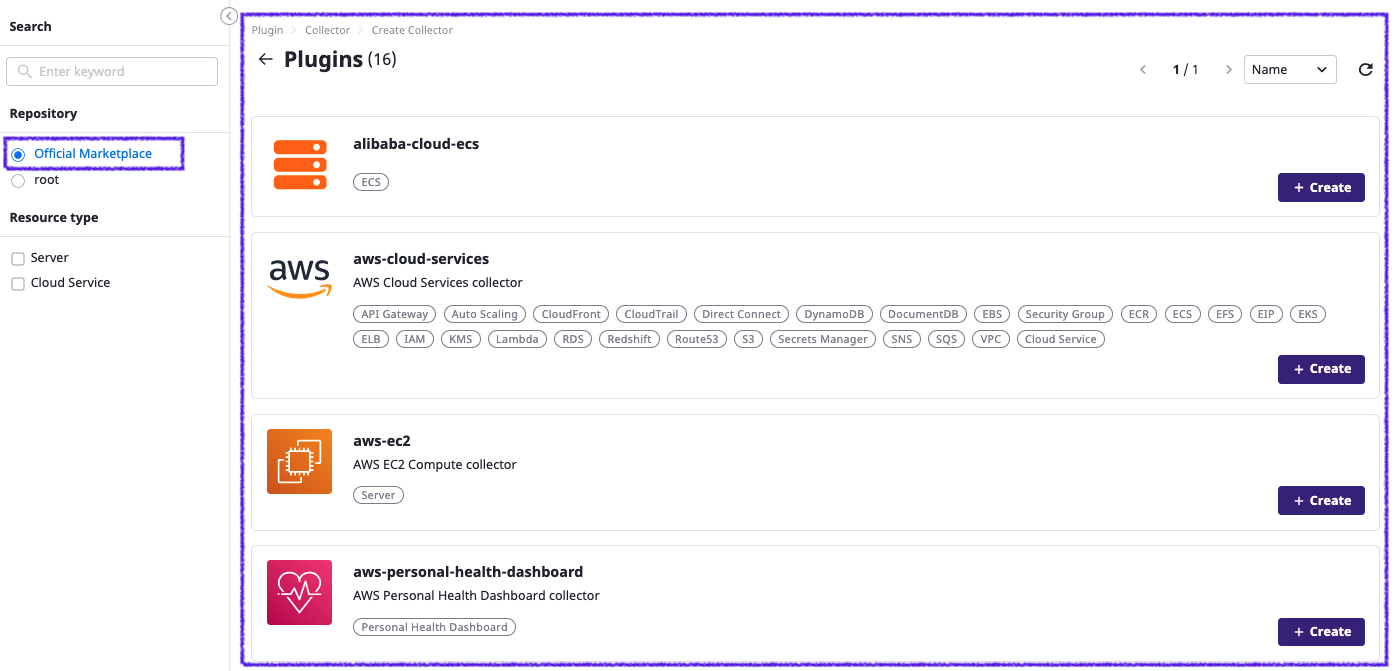 Search
Enter keyword
Repository
Official Marketplace
root
Resource type
Server
Cloud Service
Plugin > Collector > Create Collector
← Plugins (16)
1 / 1
Name
alibaba-cloud-ecs
ECS
+ Create
aws
aws-cloud-services
AWS Cloud Services collector
API Gateway Auto Scaling CloudFront CloudTrail Direct Connect DynamoDB DocumentDB EBS Security Group ECR ECS EFS EIP EKS
ELB IAM KMS Lambda RDS Redshift Route53 S3 Secrets Manager SNS SQS VPC Cloud Service
+ Create
aws-ec2
AWS EC2 Compute collector
Server
+ Create
aws-personal-health-dashboard
AWS Personal Health Dashboard collector
Personal Health Dashboard
+ Create